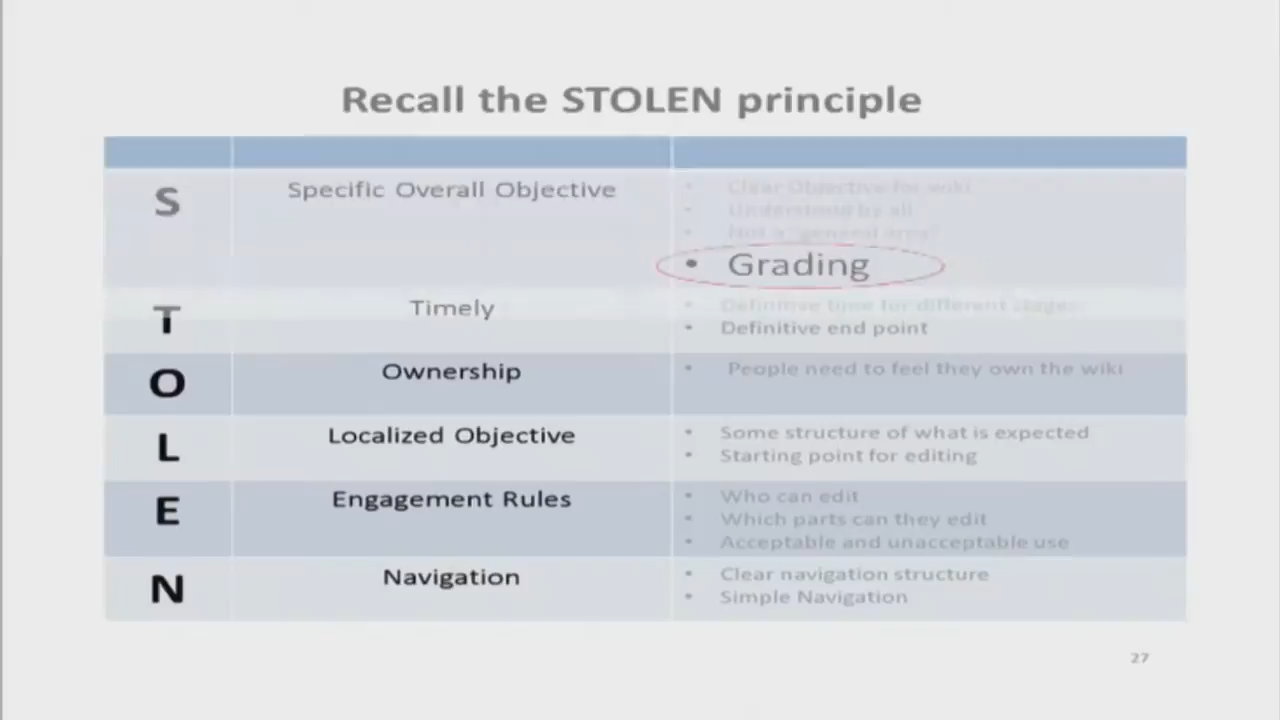 Recall the STOLEN principle
S
Specific Overall Objective
• Clear Objective for wiki
• Understood by all
• Not a "general area"
• Grading
T
Timely
• Definitive time for different stages
• Definitive end point
O
Ownership
• People need to feel they own the wiki
L
Localized Objective
• Some structure of what is expected
• Starting point for editing
E
Engagement Rules
• Who can edit
• Which parts can they edit
• Acceptable and unacceptable use
N
Navigation
• Clear navigation structure
• Simple Navigation
27